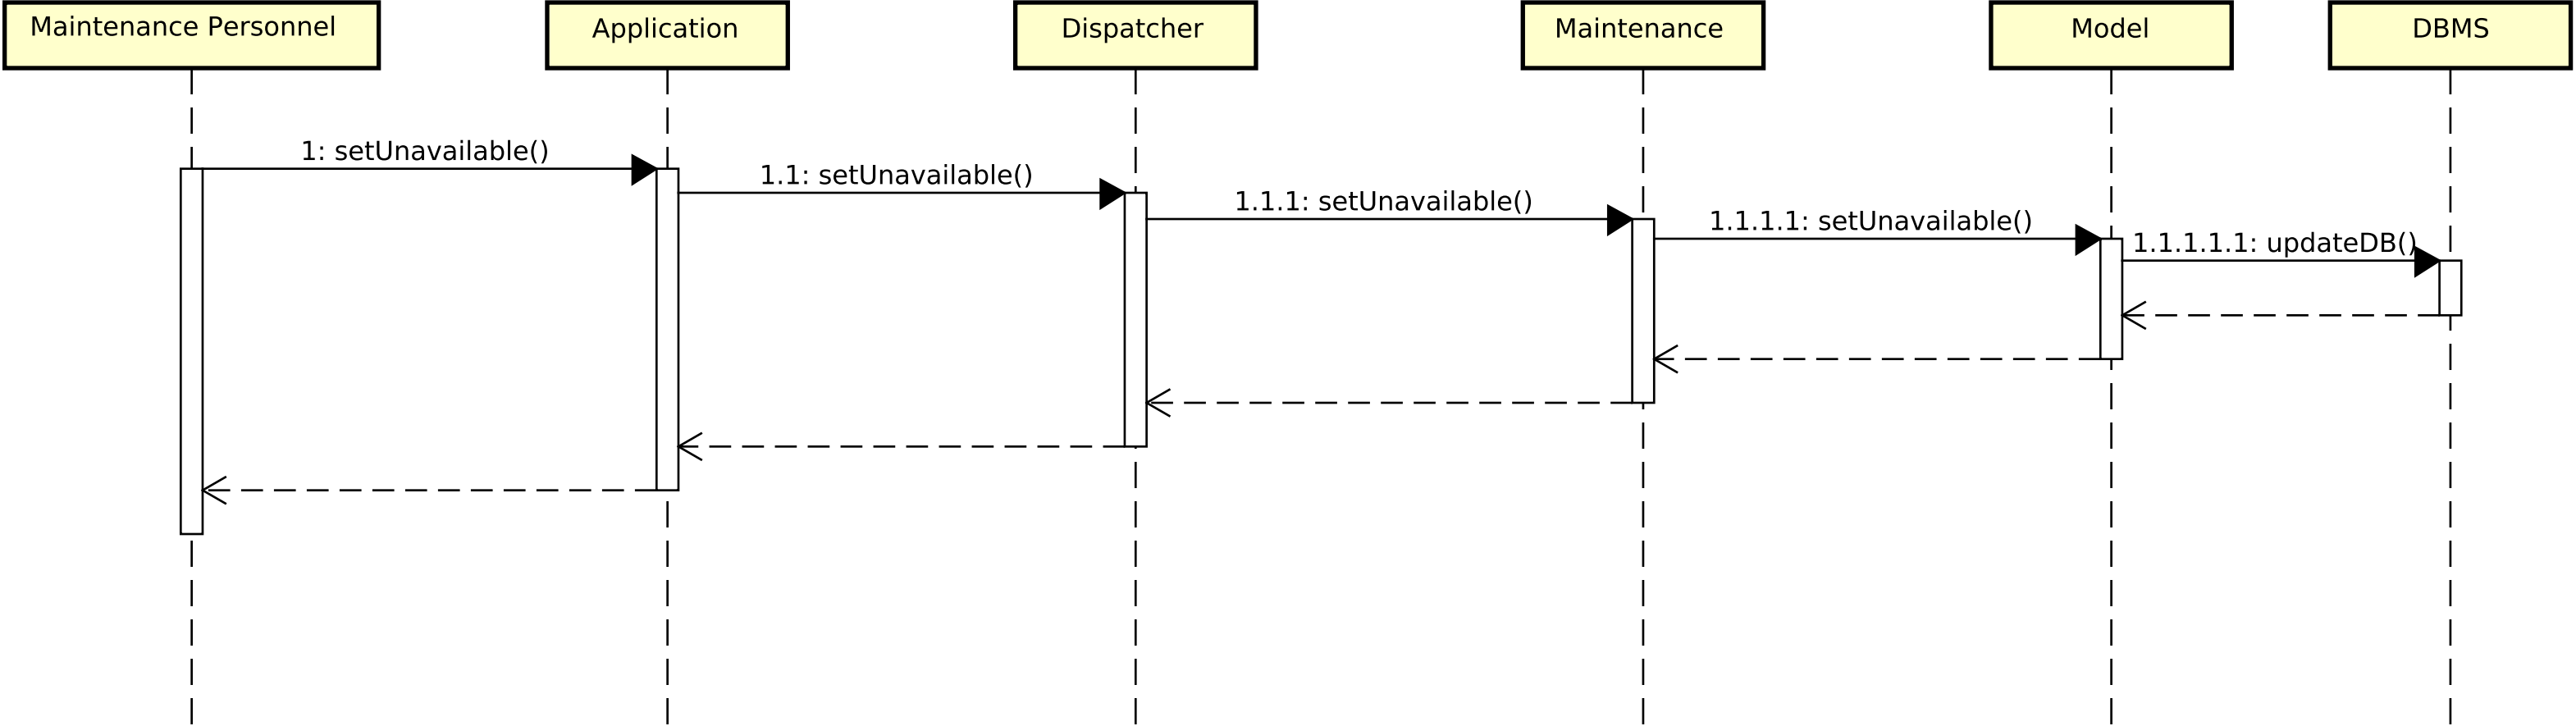 Maintenance Personnel
Application
Dispatcher
Maintenance
Model
DBMS
1: setUnavailable()
1.1: setUnavailable()
1.1.1: setUnavailable()
1.1.1.1: setUnavailable()
1.1.1.1.1: updateDB()